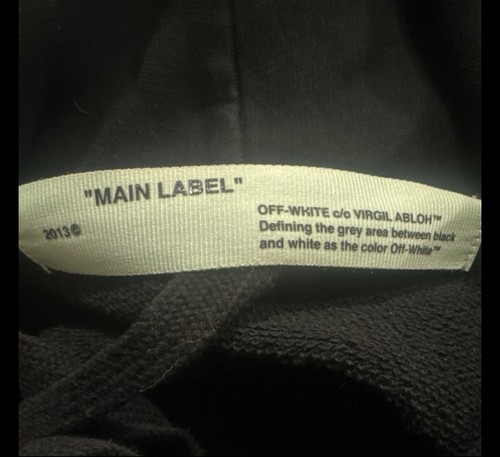 "MAIN LABEL"
2013©
OFF-WHITE c/o VIRGIL ABLOH™
Defining the grey area between black
and white as the color Off-White™